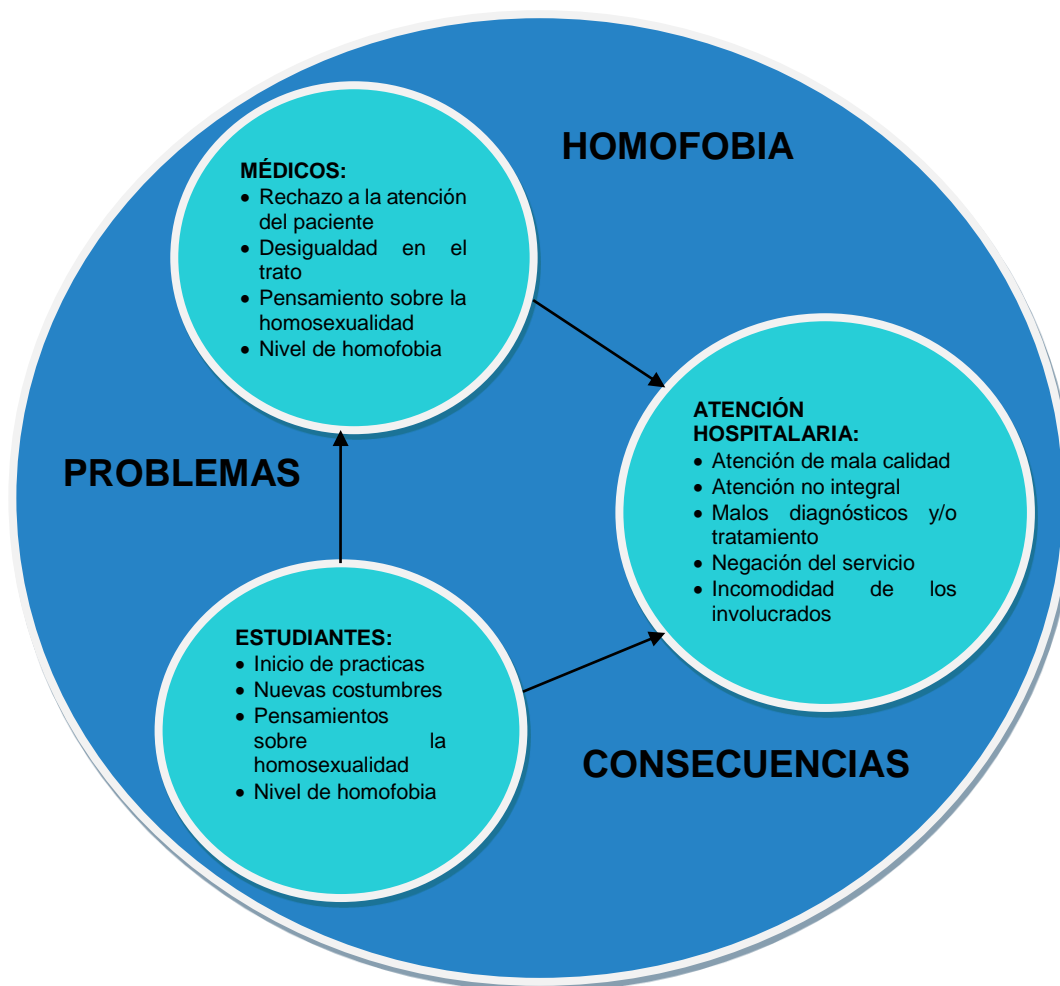 HOMOFOBIA
MÉDICOS:
• Rechazo a la atención
del paciente
• Desigualdad en el
trato
• Pensamiento sobre la
homosexualidad
• Nivel de homofobia
PROBLEMAS
ATENCIÓN
HOSPITALARIA:
• Atención de mala calidad
• Atención no integral
• Malos diagnósticos y/o
tratamiento
• Negación del servicio
• Incomodidad de los
involucrados
ESTUDIANTES:
• Inicio de practicas
• Nuevas costumbres
• Pensamientos
sobre la
homosexualidad
• Nivel de homofobia
CONSECUENCIAS